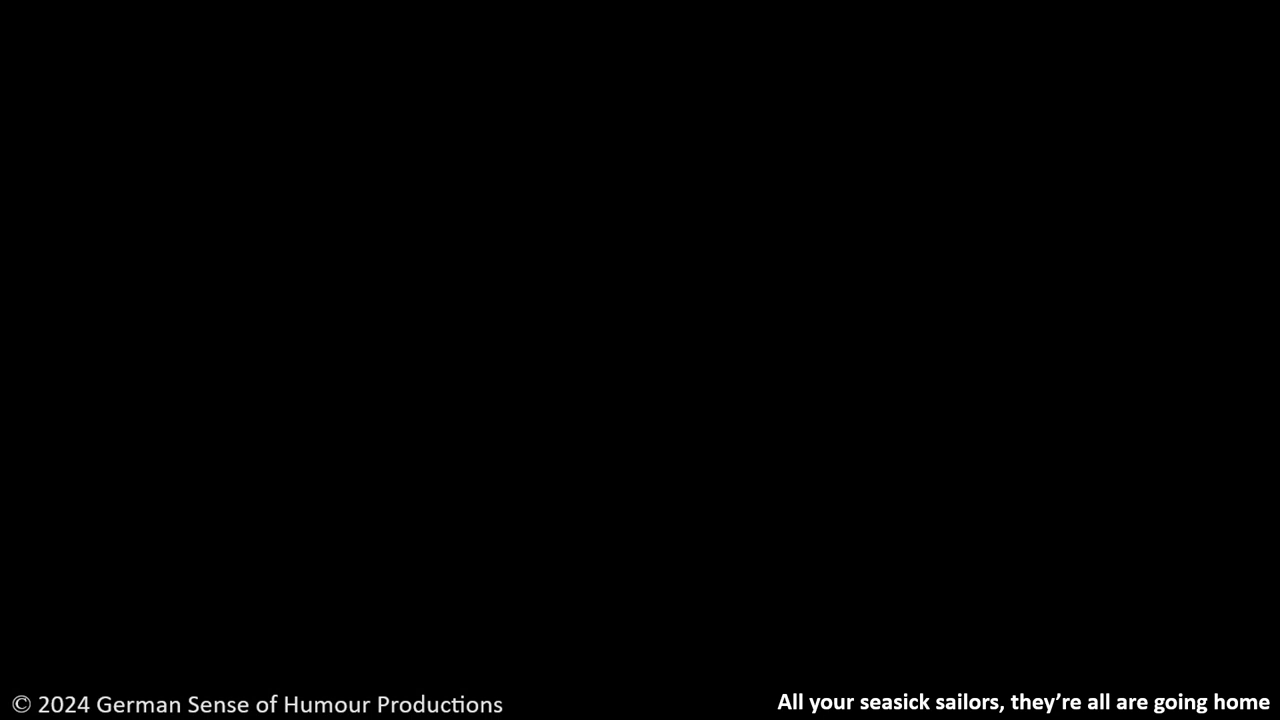 © 2024 German Sense of Humour Productions
All your seasick sailors, they’re all are going home